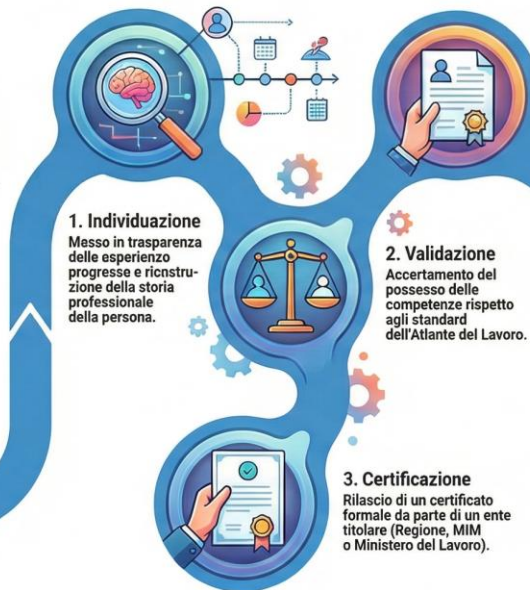 1. Individuazione
Messo in trasparenza
delle esperienzo
progresse e ricnstru-
zione della storia
professionale
della persona.
2. Validazione
Accertamento del
possesso delle
competenze rispetto
agli standard
dell'Atlante del Lavoro.
3. Certificazione
Rilascio di un certificato
formale da parte di un ente
titolare (Regione, MIM
o Ministero del Lavoro).